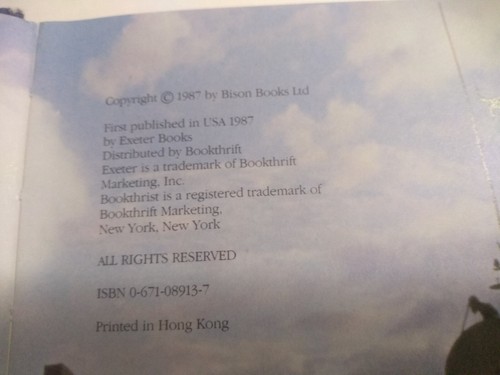 Copyright © 1987 by Bison Books Ltd
First published in USA 1987
by Exeter Books
Distributed by Bookthrift
Exeter is a trademark of Bookthrift
Marketing, Inc.
Bookthrist is a registered trademark of
Bookthrift Marketing,
New York, New York
ALL RIGHTS RESERVED
ISBN 0-671-08913-7
Printed in Hong Kong